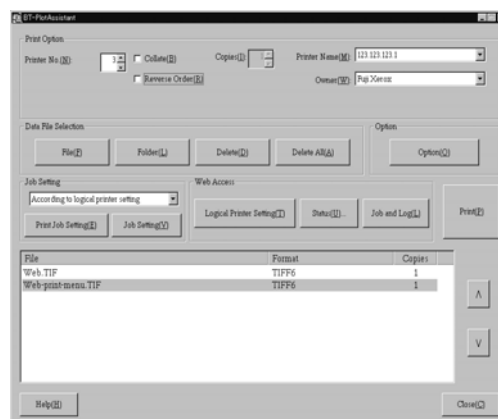 BT-PlotAssistant
Print Option
Printer No.(N): 3 Collate(B) Copies(I): 1 Printer Name(M): 123.123.123.1
Reverse Order(R) Owner(W): Fuji Xerox
Data File Selection Option
File(F) Folder(L) Delete(D) Delete All(A) Option(O)
Job Setting Web Access
According to logical printer setting
Print Job Setting(E) Job Setting(V) Logical Printer Setting(T) Status(U)... Job and Log(L) Print(P)
File Format Copies
Web.TIF TIFF6 1
Web-print-menu.TIF TIFF6 1
Λ
V
Help(H) Close(C)